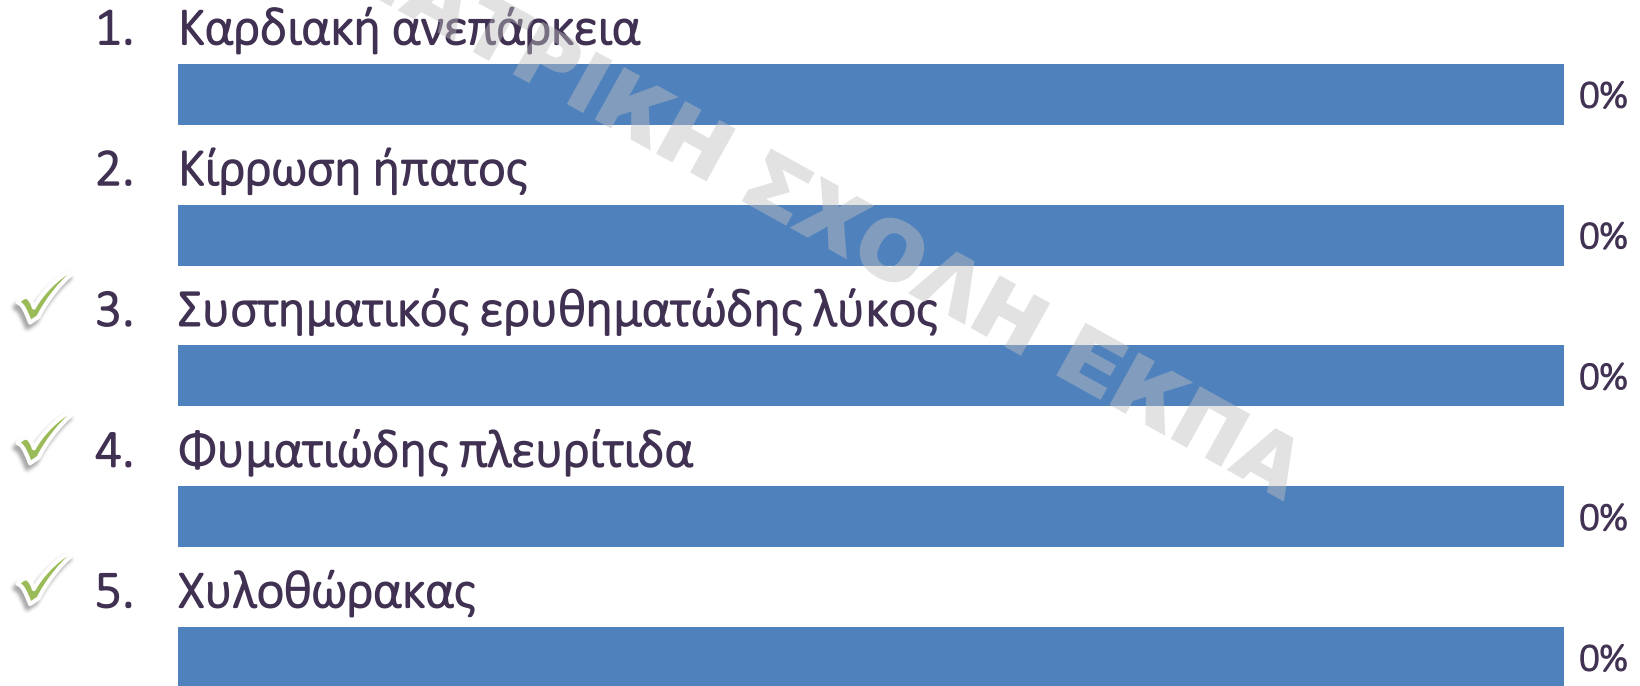 1. Καρδιακή ανεπάρκεια
0%
2. Κίρρωση ήπατος
0%
3. Συστηματικός ερυθηματώδης λύκος
0%
4. Φυματιώδης πλευρίτιδα
0%
5. Χυλοθώρακας
0%
ΣΧΟΛΗ ΕΚΠΑ